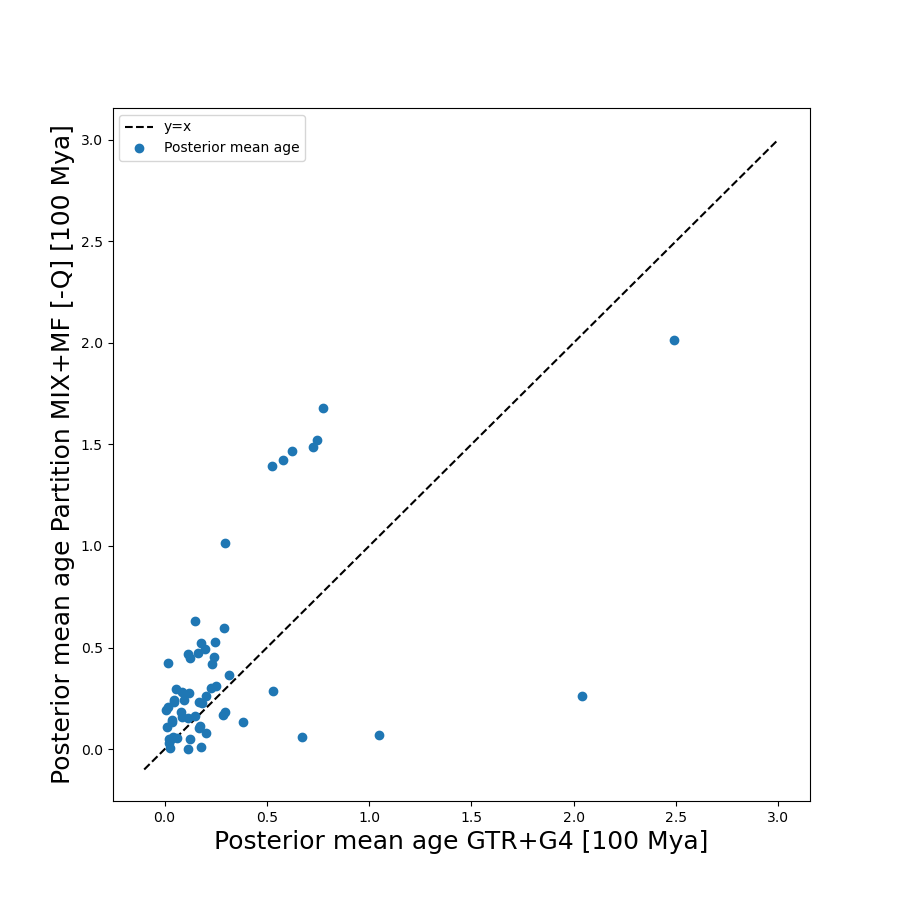 y=x
Posterior mean age
3.0
2.5
2.0
1.5
1.0
0.5
0.0
Posterior mean age Partition MIX+MF [-Q] [100 Mya]
0.0 0.5 1.0 1.5 2.0 2.5 3.0
Posterior mean age GTR+G4 [100 Mya]